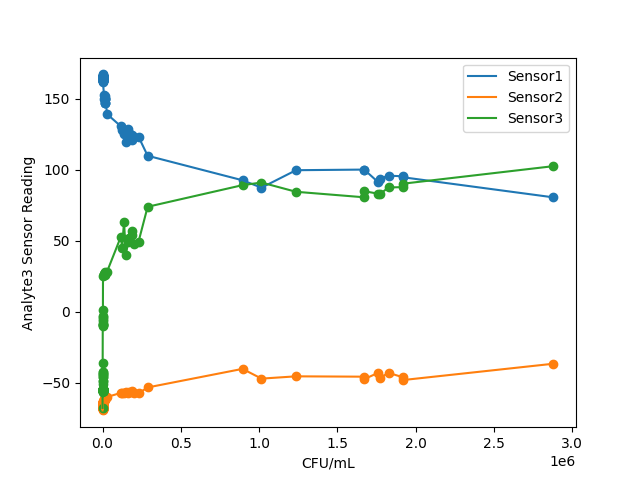 Sensor1
Sensor2
Sensor3
150
100
50
0
−50
Analyte3 Sensor Reading
0.0 0.5 1.0 1.5 2.0 2.5 3.0
1e6
CFU/mL